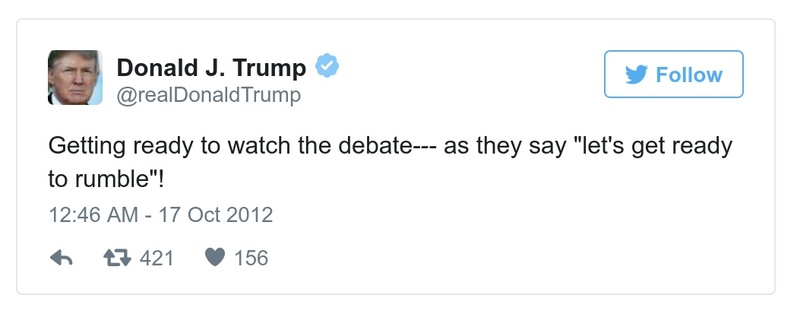 Donald J. Trump
@realDonaldTrump
Follow
Getting ready to watch the debate--- as they say "let's get ready
to rumble"!
12:46 AM - 17 Oct 2012
421
156